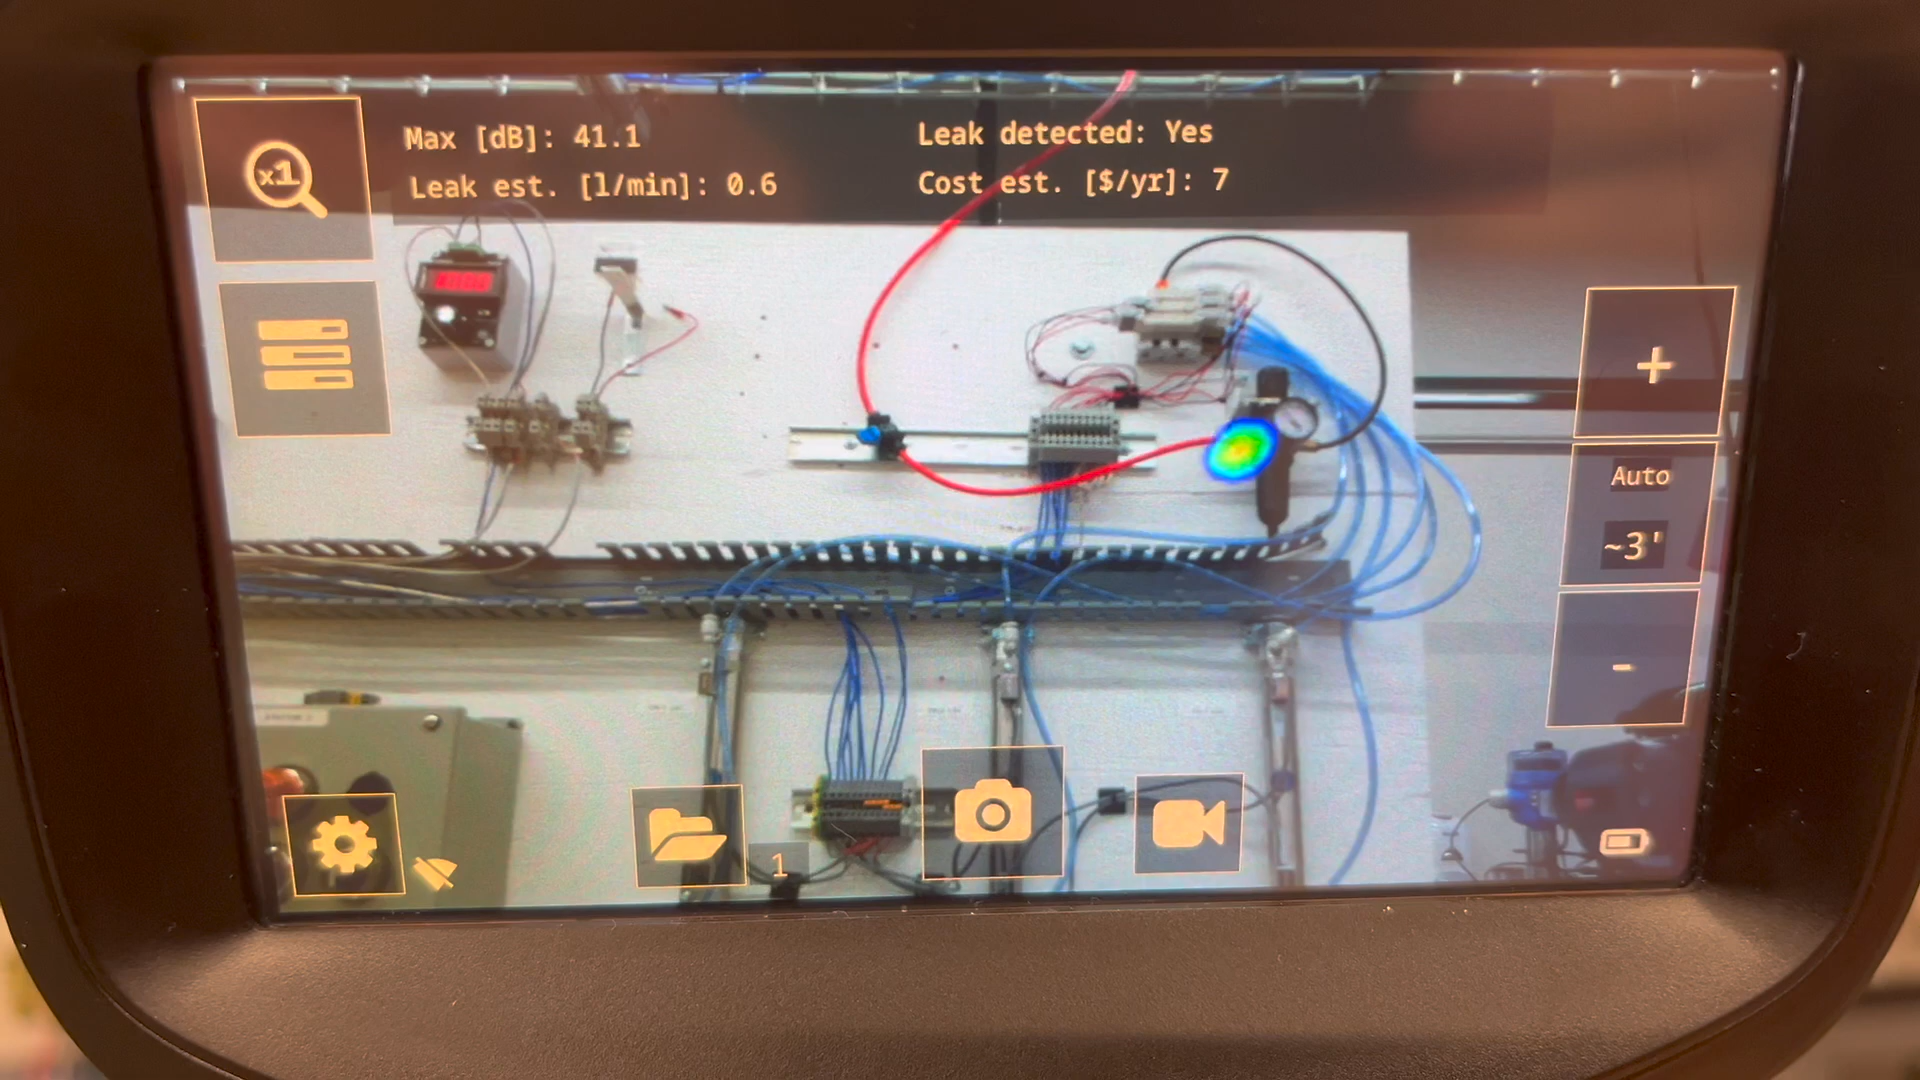 x1
Max [dB]: 41.1
Leak est. [l/min]: 0.6
Leak detected: Yes
Cost est. [$/yr]: 7
+
Auto
~3'
-
1